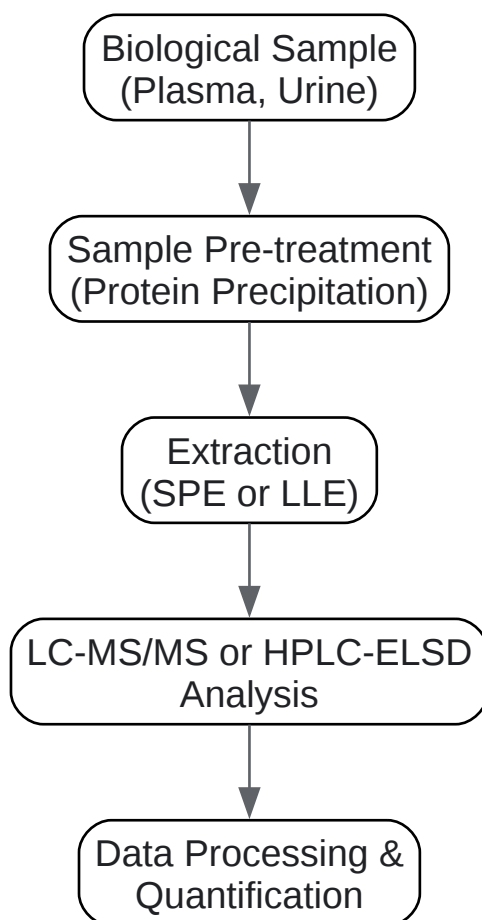 Biological Sample
(Plasma, Urine)
Sample Pre-treatment
(Protein Precipitation)
Extraction
(SPE or LLE)
LC-MS/MS or HPLC-ELSD
Analysis
Data Processing &
Quantification